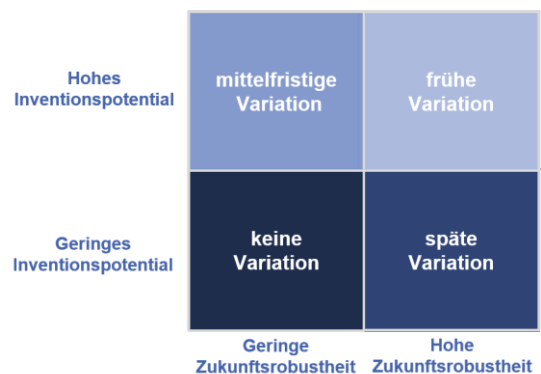 Hohes
Inventionspotential
mittelfristige
Variation
frühe
Variation
Geringes
Inventionspotential
keine
Variation
späte
Variation
Geringe
Zukunftsrobustheit
Hohe
Zukunftsrobustheit